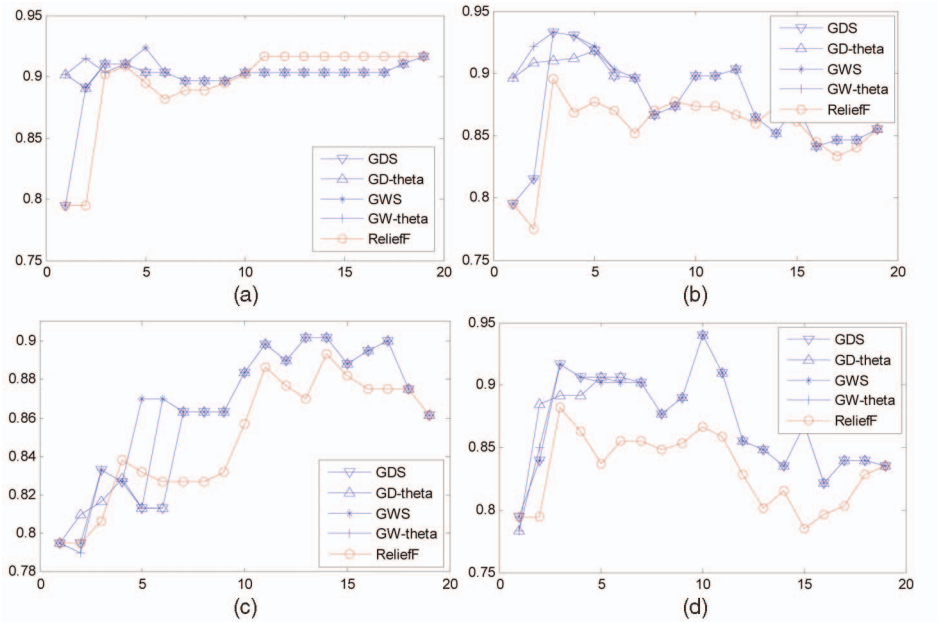 0.95
0.9
0.85
0.8
0.75
0 5 10 15 20
GDS
GD-theta
GWS
GW-theta
ReliefF
(a)
0.95
0.9
0.85
0.8
0.75
0 5 10 15 20
GDS
GD-theta
GWS
GW-theta
ReliefF
(b)
0.9
0.88
0.86
0.84
0.82
0.8
0.78
0 5 10 15 20
GDS
GD-theta
GWS
GW-theta
ReliefF
(c)
0.95
0.9
0.85
0.8
0.75
0 5 10 15 20
GDS
GD-theta
GWS
GW-theta
ReliefF
(d)